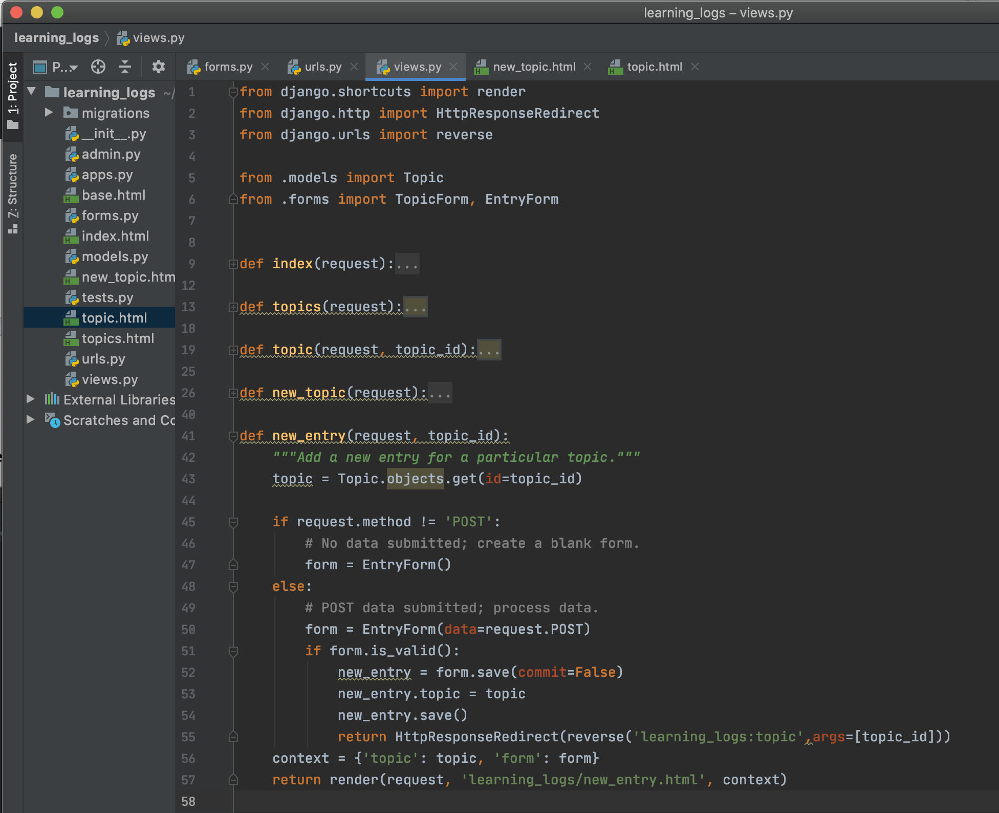 learning_logs – views.py
learning_logs views.py
1: Project
7: Structure
P...
forms.py urls.py views.py new_topic.html topic.html
learning_logs ~/
migrations
__init__.py
admin.py
apps.py
base.html
forms.py
index.html
models.py
new_topic.htm
tests.py
topic.html
topics.html
urls.py
views.py
External Libraries
Scratches and Co
1 from django.shortcuts import render
2 from django.http import HttpResponseRedirect
3 from django.urls import reverse
4
5 from .models import Topic
6 from .forms import TopicForm, EntryForm
7
8
9 def index(request):...
12
13 def topics(request):...
18
19 def topic(request, topic_id):...
25
26 def new_topic(request):...
40
41 def new_entry(request, topic_id):
42     """Add a new entry for a particular topic."""
43     topic = Topic.objects.get(id=topic_id)
44
45     if request.method != 'POST':
46         # No data submitted; create a blank form.
47         form = EntryForm()
48     else:
49         # POST data submitted; process data.
50         form = EntryForm(data=request.POST)
51         if form.is_valid():
52             new_entry = form.save(commit=False)
53             new_entry.topic = topic
54             new_entry.save()
55             return HttpResponseRedirect(reverse('learning_logs:topic',args=[topic_id]))
56     context = {'topic': topic, 'form': form}
57     return render(request, 'learning_logs/new_entry.html', context)
58